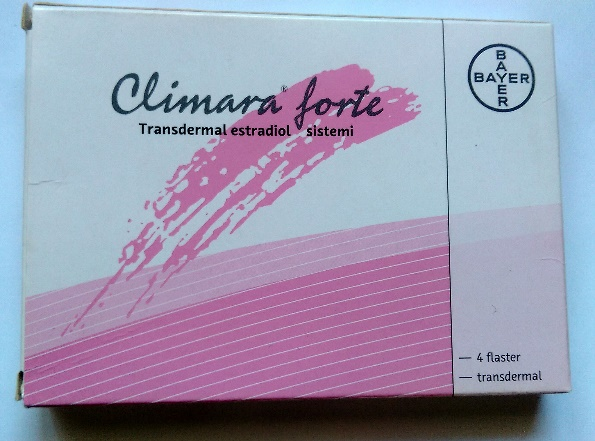 Climara® forte
Transdermal estradiol sistemi
BAYER
BAYER
— 4 flaster
— transdermal